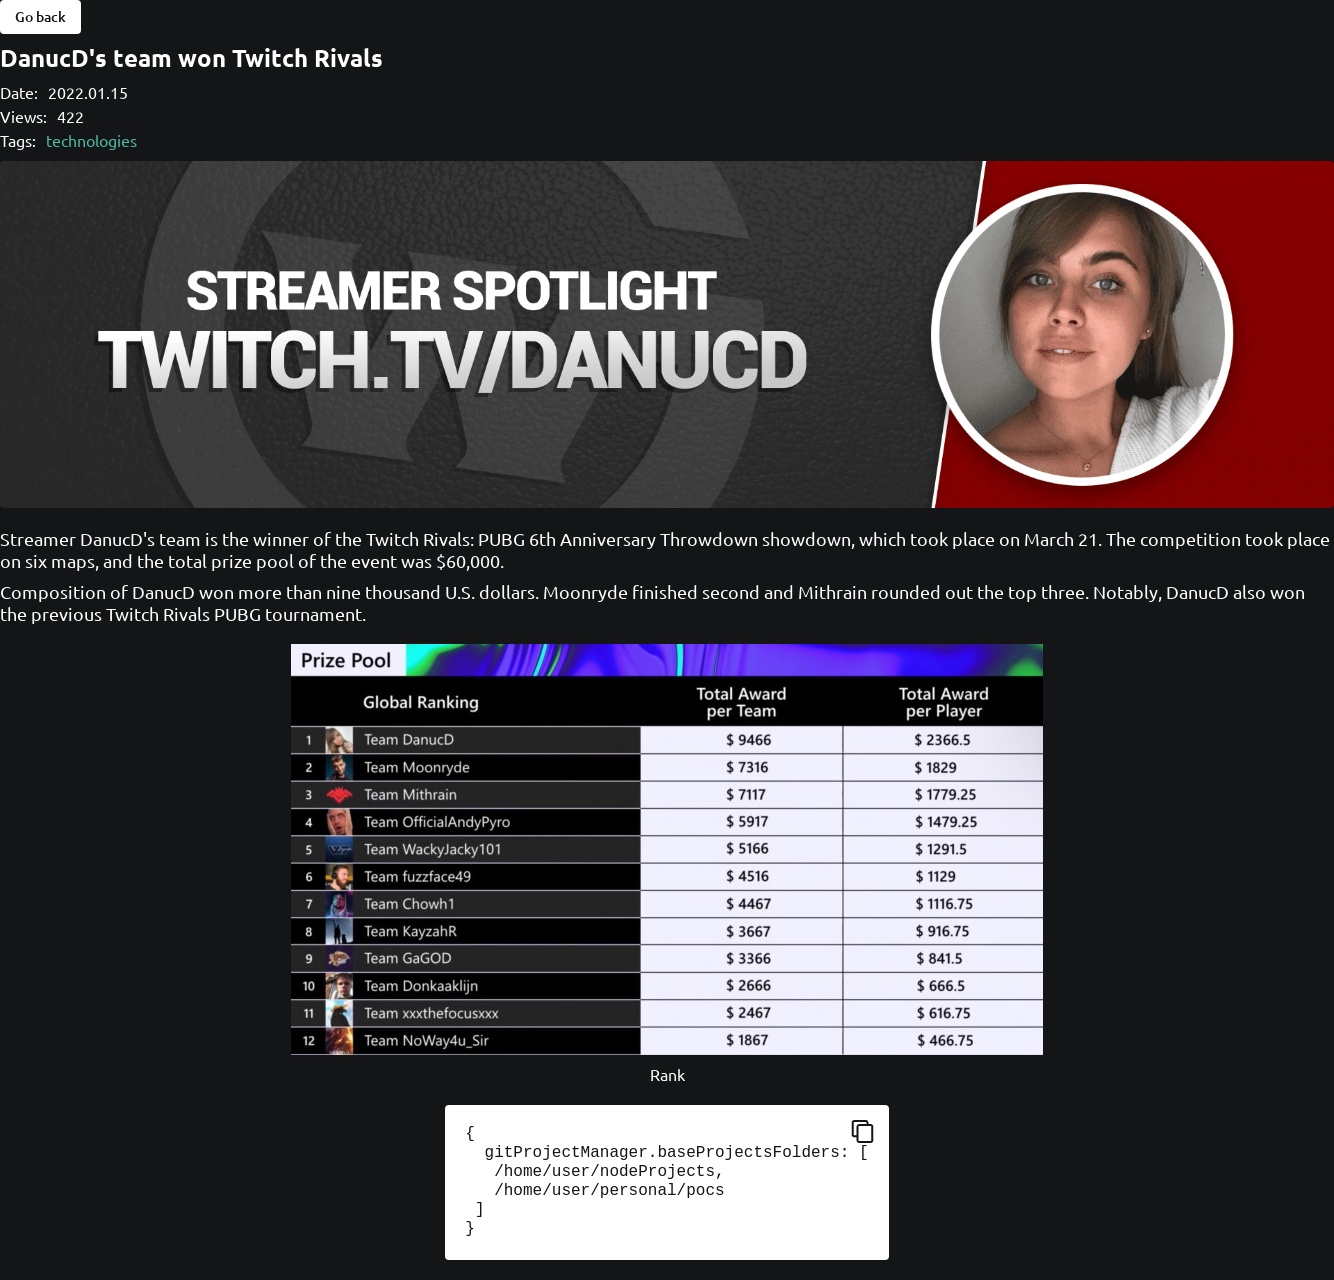 Go back
DanucD's team won Twitch Rivals
Date: 2022.01.15
Views: 422
Tags: technologies
STREAMER SPOTLIGHT
TWITCH.TV/DANUCD
Streamer DanucD's team is the winner of the Twitch Rivals: PUBG 6th Anniversary Throwdown showdown, which took place on March 21. The competition took place
on six maps, and the total prize pool of the event was $60,000.
Composition of DanucD won more than nine thousand U.S. dollars. Moonryde finished second and Mithrain rounded out the top three. Notably, DanucD also won
the previous Twitch Rivals PUBG tournament.
Prize Pool
Global Ranking Total Award per Team Total Award per Player
1 Team DanucD $ 9466 $ 2366.5
2 Team Moonryde $ 7316 $ 1829
3 Team Mithrain $ 7117 $ 1779.25
4 Team OfficialAndyPyro $ 5917 $ 1479.25
5 Team WackyJacky101 $ 5166 $ 1291.5
6 Team fuzzface49 $ 4516 $ 1129
7 Team Chowh1 $ 4467 $ 1116.75
8 Team KayzahR $ 3667 $ 916.75
9 Team GaGOD $ 3366 $ 841.5
10 Team Donkaaklijn $ 2666 $ 666.5
11 Team xxxthefocusxxx $ 2467 $ 616.75
12 Team NoWay4u_Sir $ 1867 $ 466.75
Rank
{
gitProjectManager.baseProjectsFolders: [
/home/user/nodeProjects,
/home/user/personal/pocs
]
}